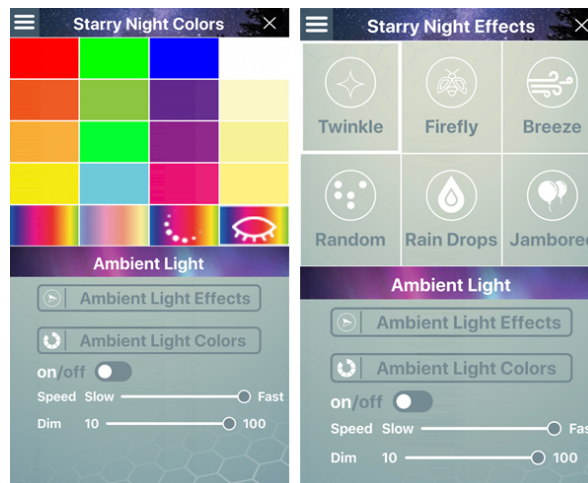 Starry Night Colors
Ambient Light
Ambient Light Effects
Ambient Light Colors
on/off
Speed Slow Fast
Dim 10 100
Starry Night Effects
Twinkle Firefly Breeze
Random Rain Drops Jamboree
Ambient Light
Ambient Light Effects
Ambient Light Colors
on/off
Speed Slow Fas
Dim 10 100